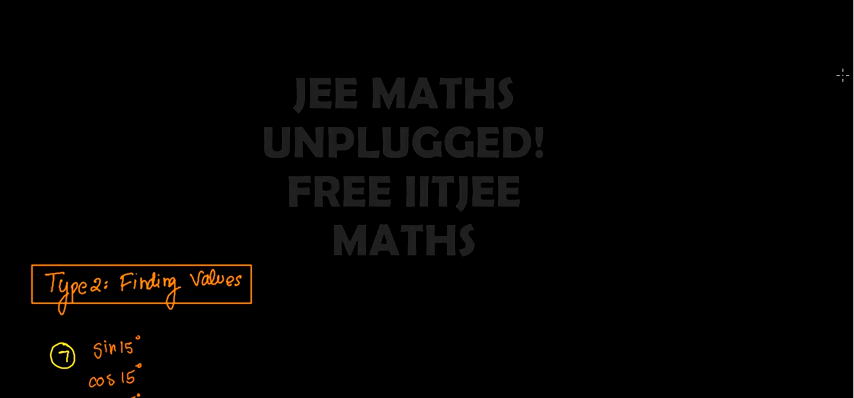 JEE MATHS
UNPLUGGED!
FREE IITJEE
MATHS
Type 2: Finding Values
7 sin 15°
cos 15°